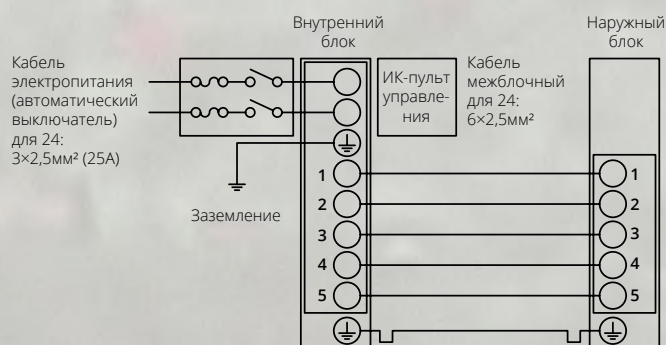 Внутренний
блок
Наружный
блок
Кабель
электропитания
(автоматический
выключатель)
для 24:
3×2,5мм² (25А)
ИК-пульт
управле-
ния
Кабель
межблочный
для 24:
6×2,5мм²
Заземление
1
2
3
4
5
1
2
3
4
5